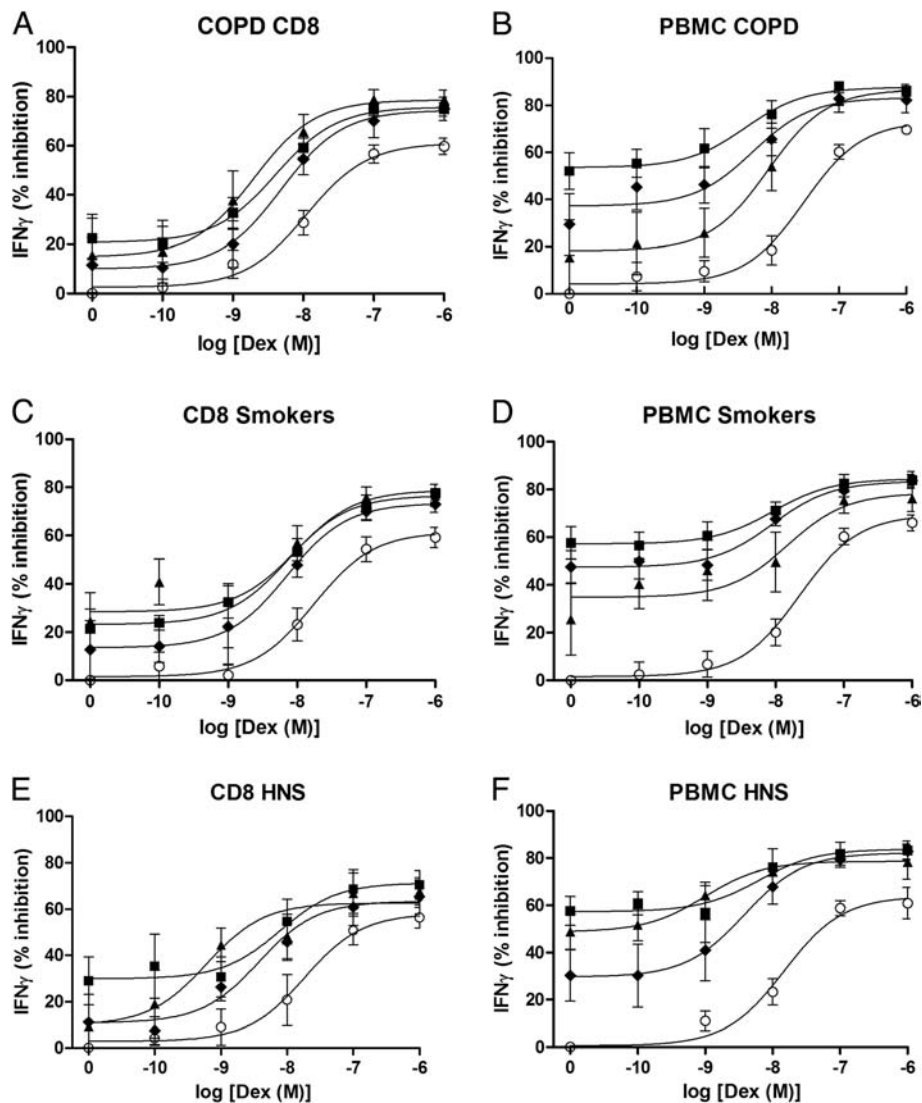 A
COPD CD8
IFNγ (% inhibition)
100
80
60
40
20
0
0 -10 -9 -8 -7 -6
log [Dex (M)]
B
PBMC COPD
IFNγ (% inhibition)
100
80
60
40
20
0
0 -10 -9 -8 -7 -6
log [Dex (M)]
C
CD8 Smokers
IFNγ (% inhibition)
100
80
60
40
20
0
0 -10 -9 -8 -7 -6
log [Dex (M)]
D
PBMC Smokers
IFNγ (% inhibition)
100
80
60
40
20
0
0 -10 -9 -8 -7 -6
log [Dex (M)]
E
CD8 HNS
IFNγ (% inhibition)
100
80
60
40
20
0
0 -10 -9 -8 -7 -6
log [Dex (M)]
F
PBMC HNS
IFNγ (% inhibition)
100
80
60
40
20
0
0 -10 -9 -8 -7 -6
log [Dex (M)]